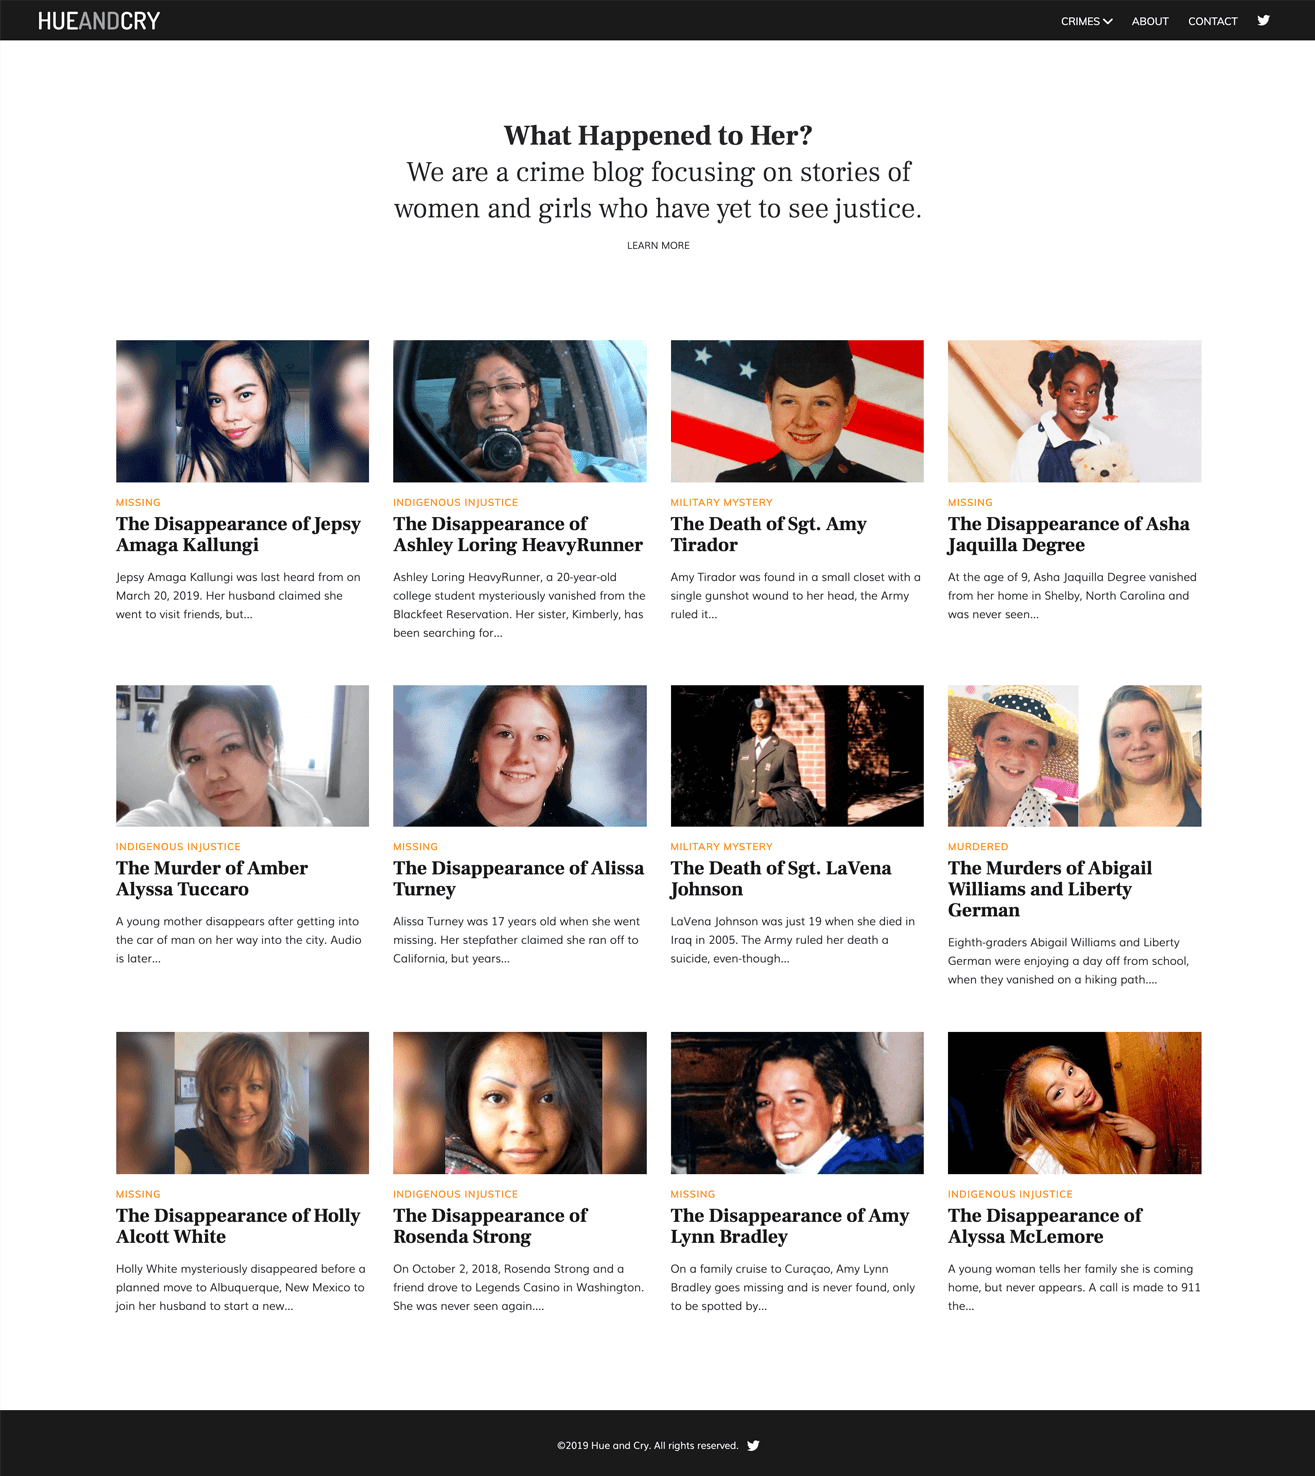 HUEANDCRY
CRIMES ABOUT CONTACT
What Happened to Her?
We are a crime blog focusing on stories of
women and girls who have yet to see justice.
LEARN MORE
MISSING
The Disappearance of Jepsy
Amaga Kallungi
Jepsy Amaga Kallungi was last heard from on
March 20, 2019. Her husband claimed she
went to visit friends, but...
INDIGENOUS INJUSTICE
The Disappearance of
Ashley Loring HeavyRunner
Ashley Loring HeavyRunner, a 20-year-old
college student mysteriously vanished from the
Blackfeet Reservation. Her sister, Kimberly, has
been searching for...
MILITARY MYSTERY
The Death of Sgt. Amy
Tirador
Amy Tirador was found in a small closet with a
single gunshot wound to her head, the Army
ruled it...
MISSING
The Disappearance of Asha
Jaquilla Degree
At the age of 9, Asha Jaquilla Degree vanished
from her home in Shelby, North Carolina and
was never seen...
INDIGENOUS INJUSTICE
The Murder of Amber
Alyssa Tuccaro
A young mother disappears after getting into
the car of man on her way into the city. Audio
is later...
MISSING
The Disappearance of Alissa
Turney
Alissa Turney was 17 years old when she went
missing. Her stepfather claimed she ran off to
California, but years...
MILITARY MYSTERY
The Death of Sgt. LaVena
Johnson
LaVena Johnson was just 19 when she died in
Iraq in 2005. The Army ruled her death a
suicide, even-though...
MURDERED
The Murders of Abigail
Williams and Liberty
German
Eighth-graders Abigail Williams and Liberty
German were enjoying a day off from school,
when they vanished on a hiking path....
MISSING
The Disappearance of Holly
Alcott White
Holly White mysteriously disappeared before a
planned move to Albuquerque, New Mexico to
join her husband to start a new...
INDIGENOUS INJUSTICE
The Disappearance of
Rosenda Strong
On October 2, 2018, Rosenda Strong and a
friend drove to Legends Casino in Washington.
She was never seen again....
MISSING
The Disappearance of Amy
Lynn Bradley
On a family cruise to Curaçao, Amy Lynn
Bradley goes missing and is never found, only
to be spotted by...
INDIGENOUS INJUSTICE
The Disappearance of
Alyssa McLemore
A young woman tells her family she is coming
home, but never appears. A call is made to 911
the...
©2019 Hue and Cry. All rights reserved.